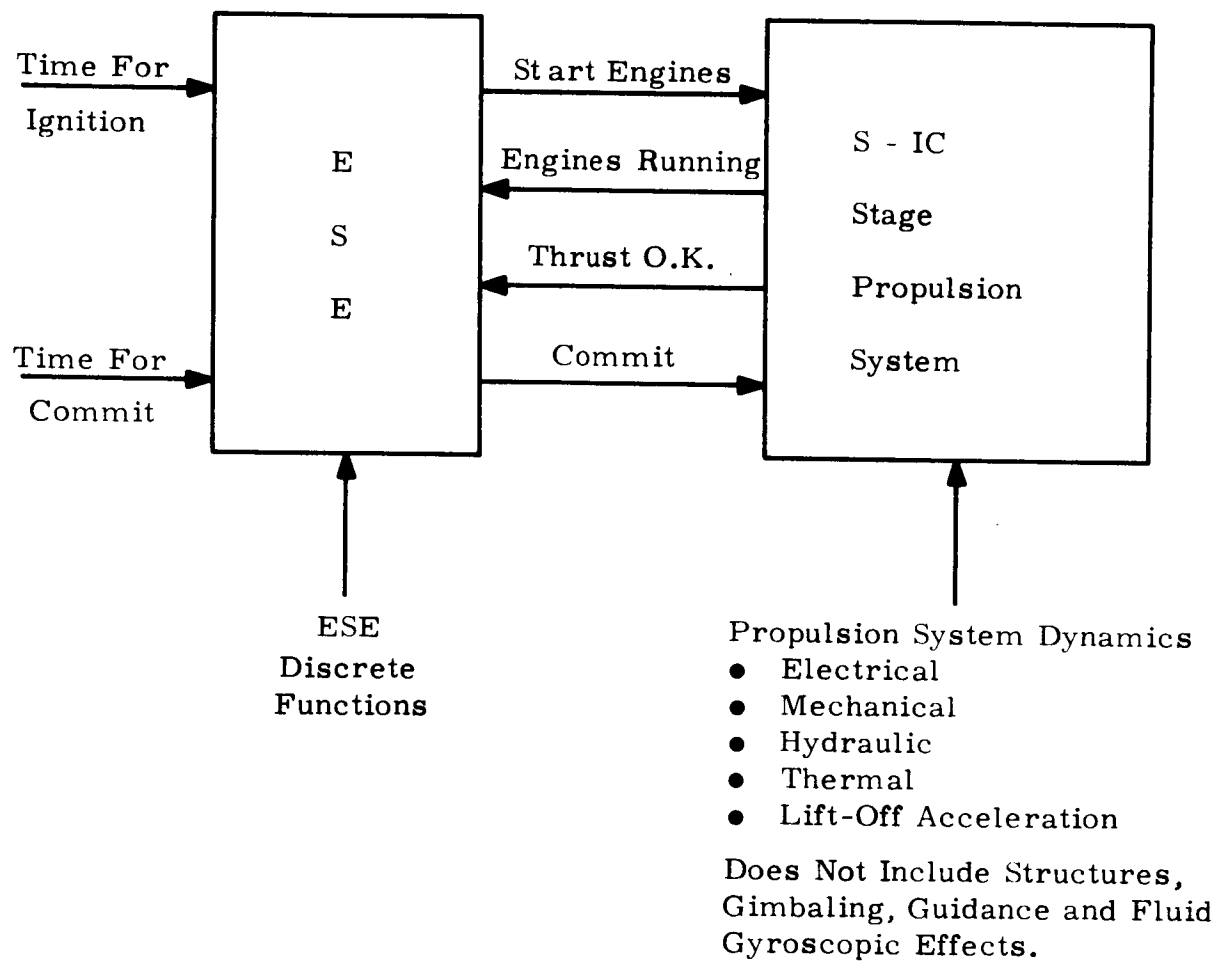 Time For
Ignition
Time For
Commit
E
S
E
Start Engines
Engines Running
Thrust O.K.
Commit
S - IC
Stage
Propulsion
System
ESE
Discrete
Functions
Propulsion System Dynamics
● Electrical
● Mechanical
● Hydraulic
● Thermal
● Lift-Off Acceleration
Does Not Include Structures,
Gimbaling, Guidance and Fluid
Gyroscopic Effects.